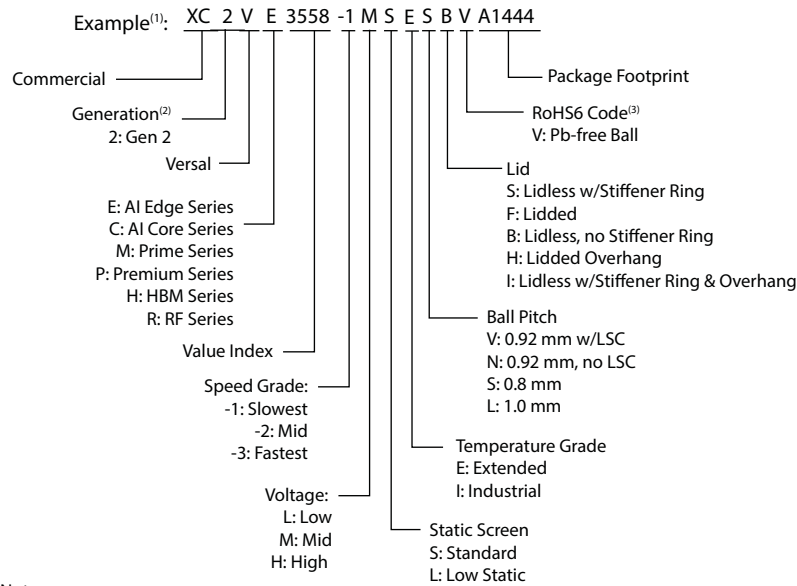 Example(1): XC 2 V E 3558 -1 M S E S B V A1444
Commercial
Package Footprint
Generation(2)
2: Gen 2
RoHS6 Code(3)
V: Pb-free Ball
Versal
Lid
S: Lidless w/Stiffener Ring
F: Lidded
B: Lidless, no Stiffener Ring
H: Lidded Overhang
I: Lidless w/Stiffener Ring & Overhang
E: AI Edge Series
C: AI Core Series
M: Prime Series
P: Premium Series
H: HBM Series
R: RF Series
Ball Pitch
V: 0.92 mm w/LSC
N: 0.92 mm, no LSC
S: 0.8 mm
L: 1.0 mm
Value Index
Speed Grade:
-1: Slowest
-2: Mid
-3: Fastest
Temperature Grade
E: Extended
I: Industrial
Voltage:
L: Low
M: Mid
H: High
Static Screen
S: Standard
L: Low Static